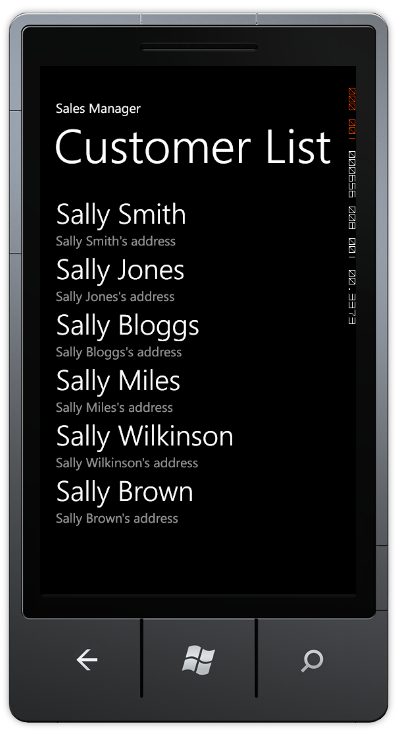 Sales Manager
Customer List
Sally Smith
Sally Smith's address
Sally Jones
Sally Jones's address
Sally Bloggs
Sally Bloggs's address
Sally Miles
Sally Miles's address
Sally Wilkinson
Sally Wilkinson's address
Sally Brown
Sally Brown's address